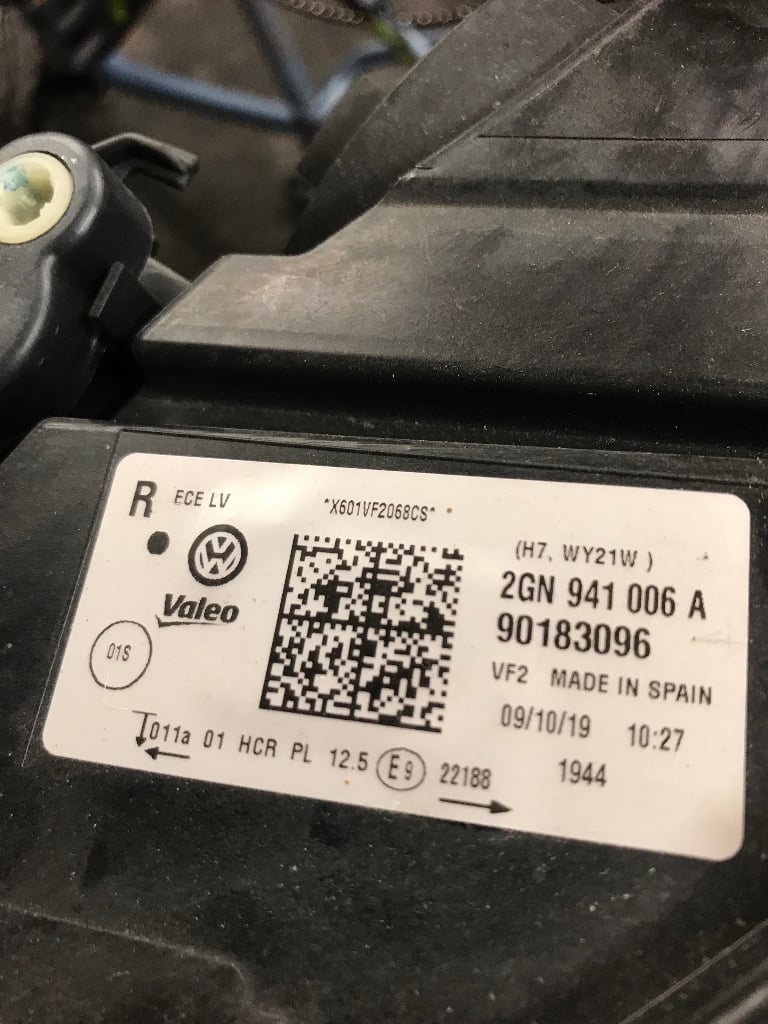 R ECE LV
*X601VF2068CS*
(H7, WY21W )
2GN 941 006 A
90183096
Valeo
01S
VF2 MADE IN SPAIN
09/10/19 10:27
1944
011a 01 HCR PL 12.5 E9 22188